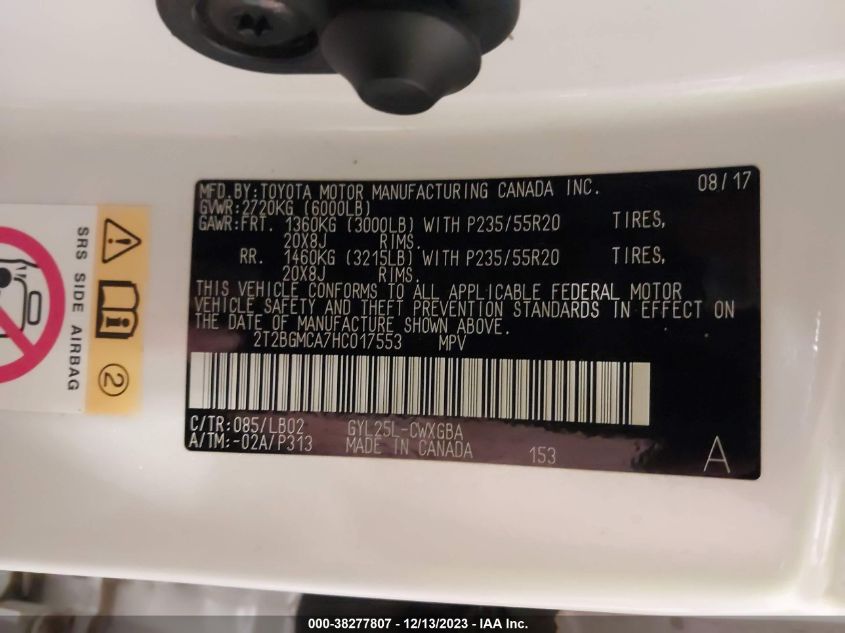 MFD.BY:TOYOTA MOTOR MANUFACTURING CANADA INC. 08/17
GVWR:2720KG (6000LB)
GAWR:FRT. 1360KG (3000LB) WITH P235/55R20 TIRES,
20X8J RIMS.
RR. 1460KG (3215LB) WITH P235/55R20 TIRES,
20X8J RIMS.
THIS VEHICLE CONFORMS TO ALL APPLICABLE FEDERAL MOTOR
VEHICLE SAFETY AND THEFT PREVENTION STANDARDS IN EFFECT ON
THE DATE OF MANUFACTURE SHOWN ABOVE.
2T2BGMCA7HC017553 MPV
C/TR:085/LB02 GYL25L-CWXGBA
A/TM:-02A/P313 MADE IN CANADA 153 A
SRS SIDE AIRBAG
2
000-38277807 - 12/13/2023 - IAA Inc.